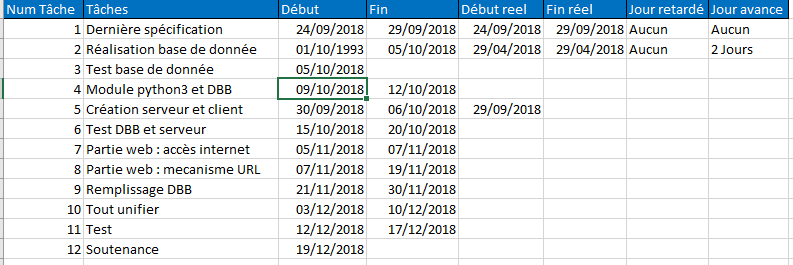 Num Tâche Tâches Début Fin Début reel Fin réel Jour retardé Jour avance
1 Dernière spécification 24/09/2018 29/09/2018 24/09/2018 29/09/2018 Aucun Aucun
2 Réalisation base de donnée 01/10/1993 05/10/2018 29/04/2018 29/04/2018 Aucun 2 Jours
3 Test base de donnée 05/10/2018
4 Module python3 et DBB 09/10/2018 12/10/2018
5 Création serveur et client 30/09/2018 06/10/2018 29/09/2018
6 Test DBB et serveur 15/10/2018 20/10/2018
7 Partie web : accès internet 05/11/2018 07/11/2018
8 Partie web : mecanisme URL 07/11/2018 19/11/2018
9 Remplissage DBB 21/11/2018 30/11/2018
10 Tout unifier 03/12/2018 10/12/2018
11 Test 12/12/2018 17/12/2018
12 Soutenance 19/12/2018